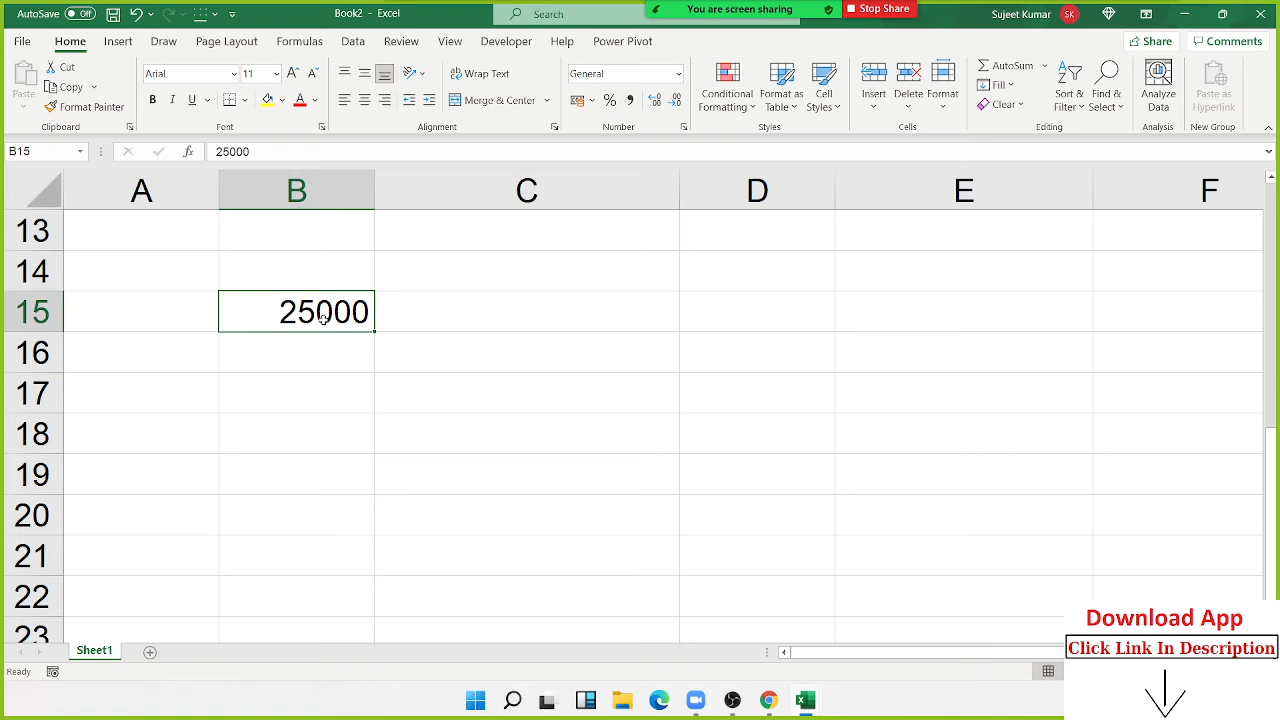 AutoSave Off Book2 - Excel Search You are screen sharing Stop Share Sujeet Kumar SK
File Home Insert Draw Page Layout Formulas Data Review View Developer Help Power Pivot Share Comments
Paste Cut Copy Format Painter Clipboard
Arial 11 B I U Font
Wrap Text Merge & Center Alignment
General % Number
Conditional Formatting Format as Table Cell Styles Styles
Insert Delete Format Cells
AutoSum Fill Clear Sort & Filter Find & Select Editing
Analyze Data Analysis
Paste as Hyperlink New Group
B15 fx 25000
A B C D E F
13
14
15 25000
16
17
18
19
20
21
22
23
Download App
Click Link In Description
Sheet1
Ready